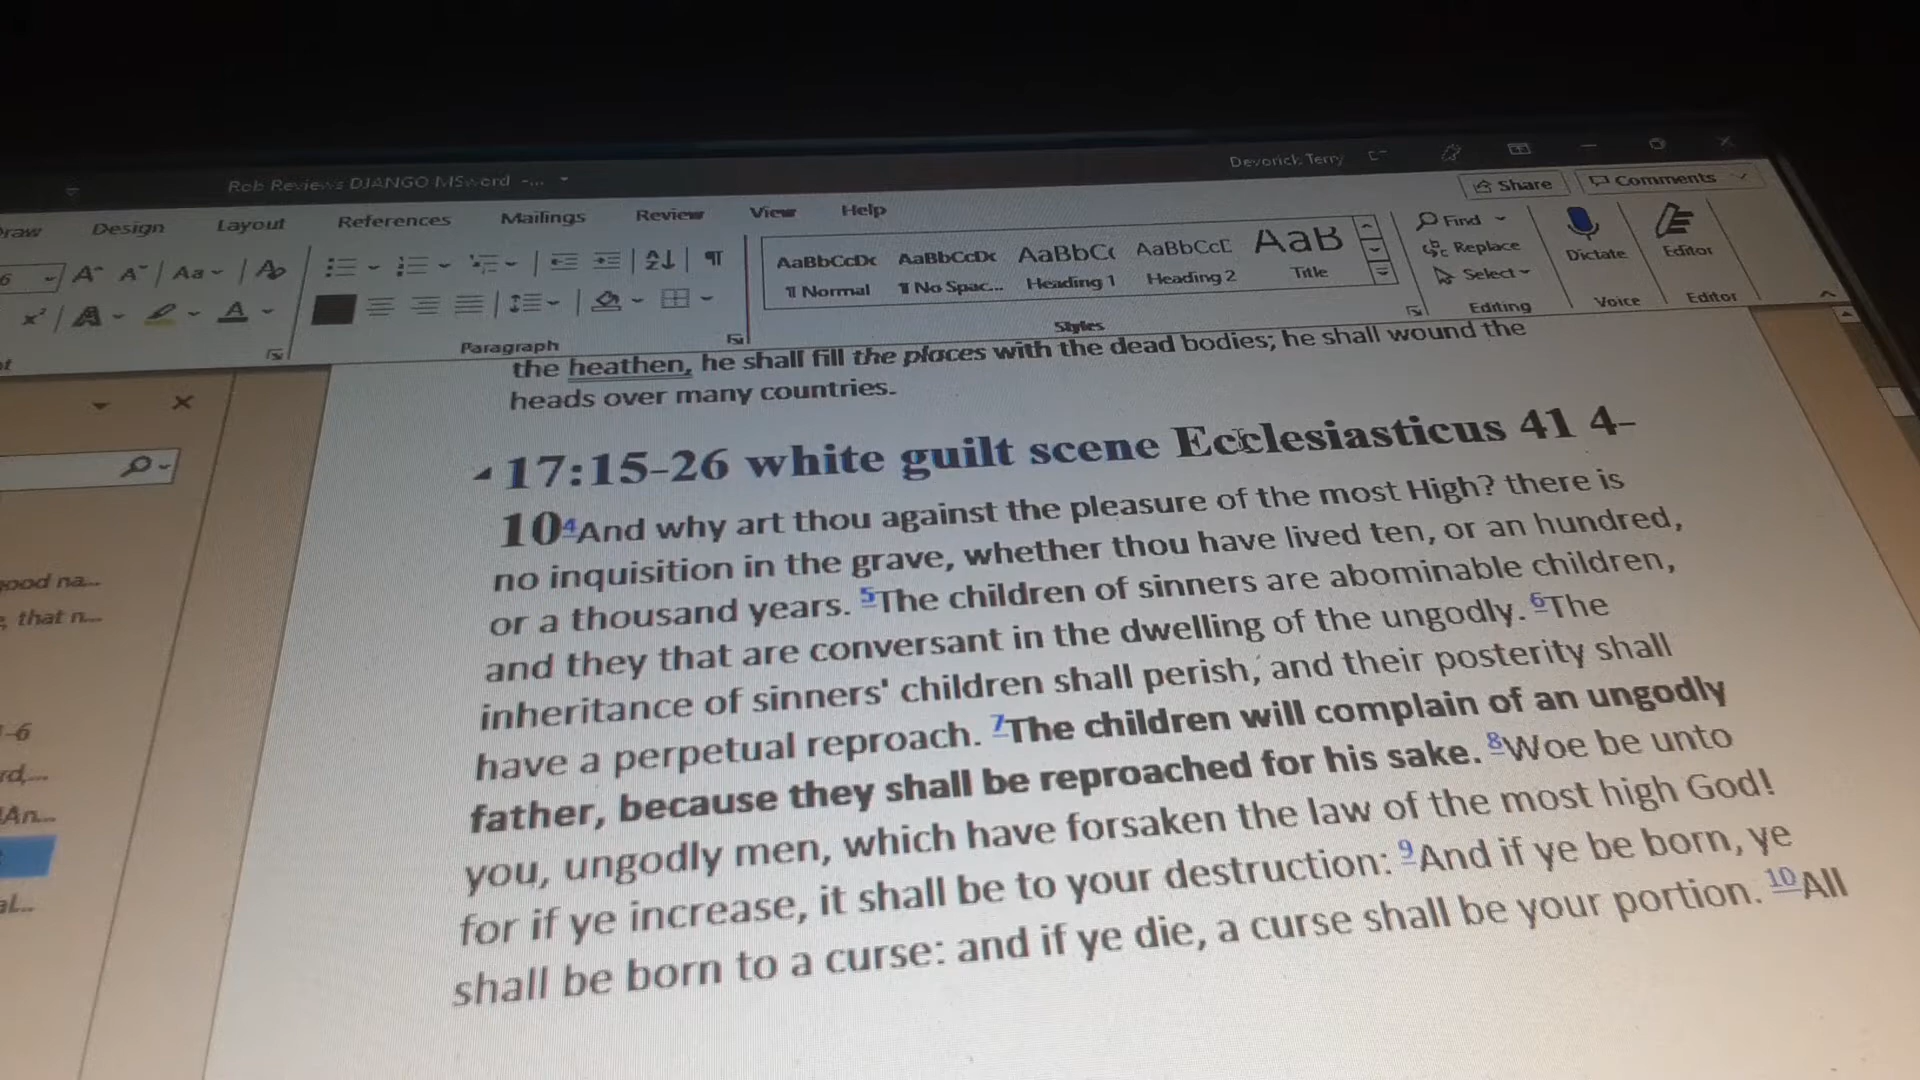 Rob Reviews DJANGO MSword -...
Devorick Terry
Share
Comments
Design Layout References Mailings Review View Help
Find
Replace
Select
Editing
Dictate
Voice
Editor
Editor
AaBbCcDc
¶ Normal
AaBbCcDc
¶ No Spac...
AaBbC(
Heading 1
AaBbCcD
Heading 2
AaB
Title
Paragraph
Styles
the heathen, he shall fill the places with the dead bodies; he shall wound the
heads over many countries.
17:15-26 white guilt scene Ecclesiasticus 41 4-
10 4And why art thou against the pleasure of the most High? there is
no inquisition in the grave, whether thou have lived ten, or an hundred,
or a thousand years. 5The children of sinners are abominable children,
and they that are conversant in the dwelling of the ungodly. 6The
inheritance of sinners' children shall perish, and their posterity shall
have a perpetual reproach. 7The children will complain of an ungodly
father, because they shall be reproached for his sake. 8Woe be unto
you, ungodly men, which have forsaken the law of the most high God!
for if ye increase, it shall be to your destruction: 9And if ye be born, ye
shall be born to a curse: and if ye die, a curse shall be your portion. 10All
good na...
that n...
-6